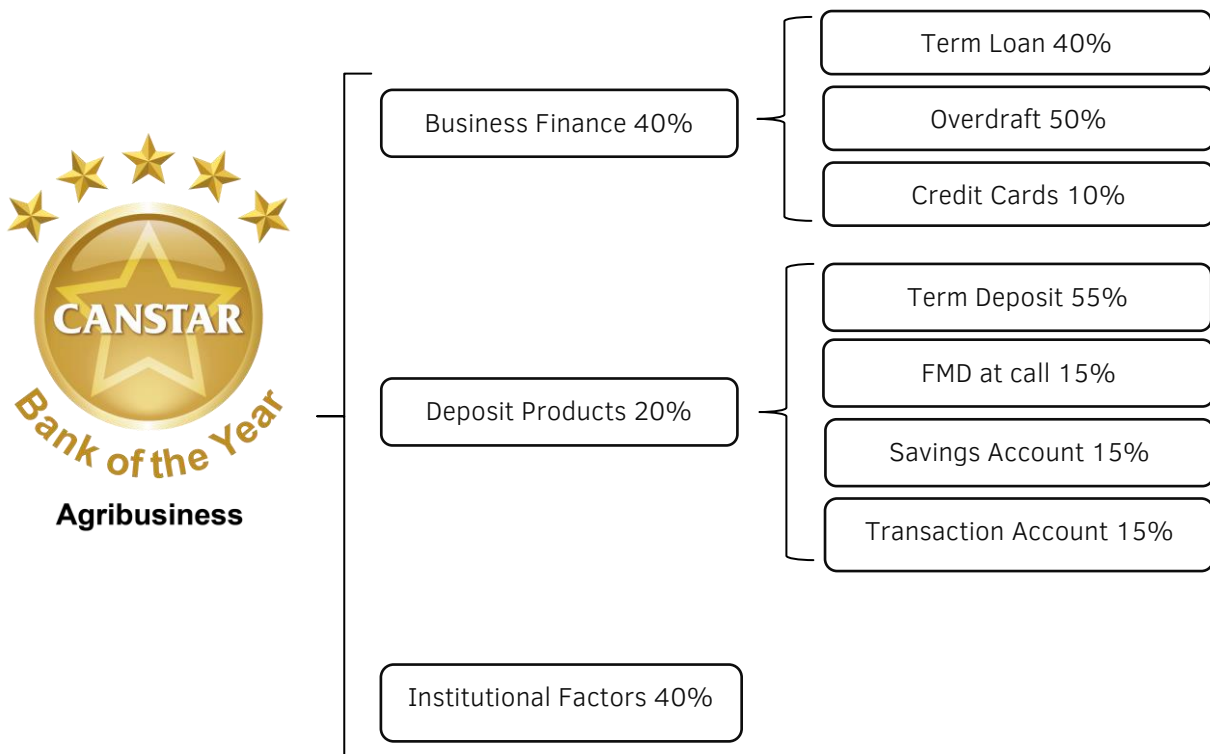 CANSTAR
Bank of the Year
Agribusiness
Business Finance 40%
Term Loan 40%
Overdraft 50%
Credit Cards 10%
Deposit Products 20%
Term Deposit 55%
FMD at call 15%
Savings Account 15%
Transaction Account 15%
Institutional Factors 40%